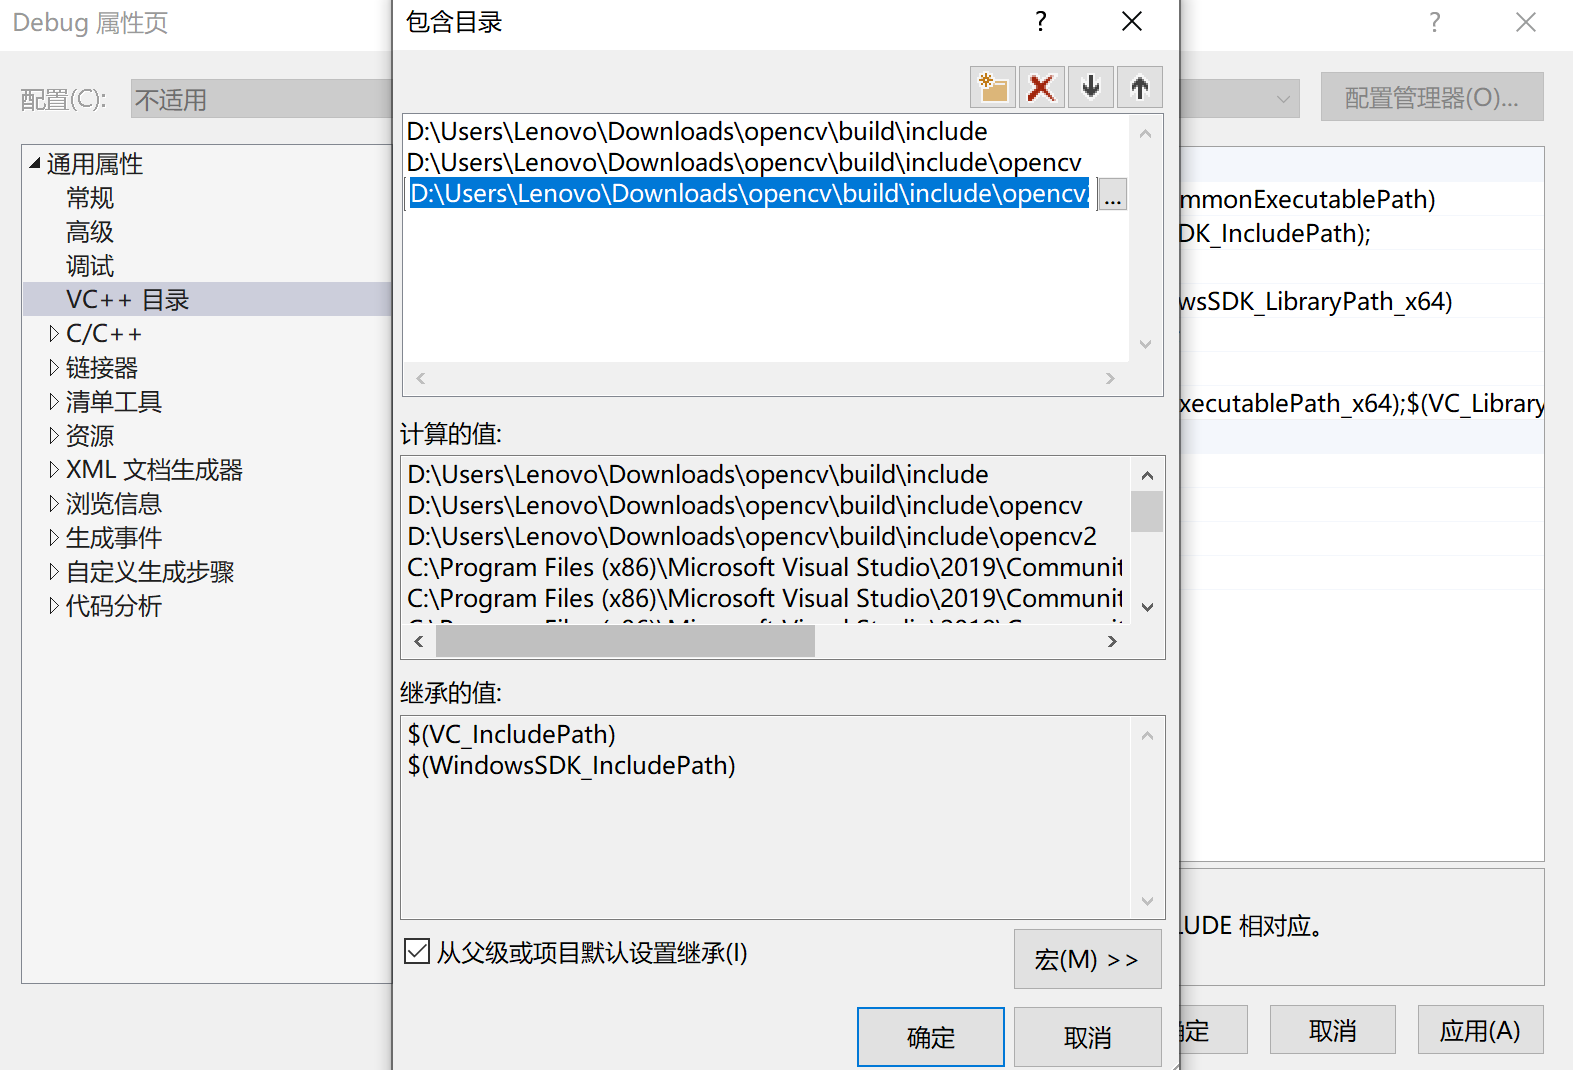 Debug 属性页
? ×
配置(C):
不适用
配置管理器(O)...
通用属性
常规
高级
调试
VC++ 目录
C/C++
链接器
清单工具
资源
XML 文档生成器
浏览信息
生成事件
自定义生成步骤
代码分析
包含目录
? ×
D:\Users\Lenovo\Downloads\opencv\build\include
D:\Users\Lenovo\Downloads\opencv\build\include\opencv
D:\Users\Lenovo\Downloads\opencv\build\include\opencv2
...
计算的值:
D:\Users\Lenovo\Downloads\opencv\build\include
D:\Users\Lenovo\Downloads\opencv\build\include\opencv
D:\Users\Lenovo\Downloads\opencv\build\include\opencv2
C:\Program Files (x86)\Microsoft Visual Studio\2019\Communit
C:\Program Files (x86)\Microsoft Visual Studio\2019\Communit
继承的值:
$(VC_IncludePath)
$(WindowsSDK_IncludePath)
从父级或项目默认设置继承(I)
宏(M) >>
确定
取消
mmonExecutablePath)
DK_IncludePath);
wsSDK_LibraryPath_x64)
xecutablePath_x64);$(VC_Library
LUDE 相对应。
确定
取消
应用(A)